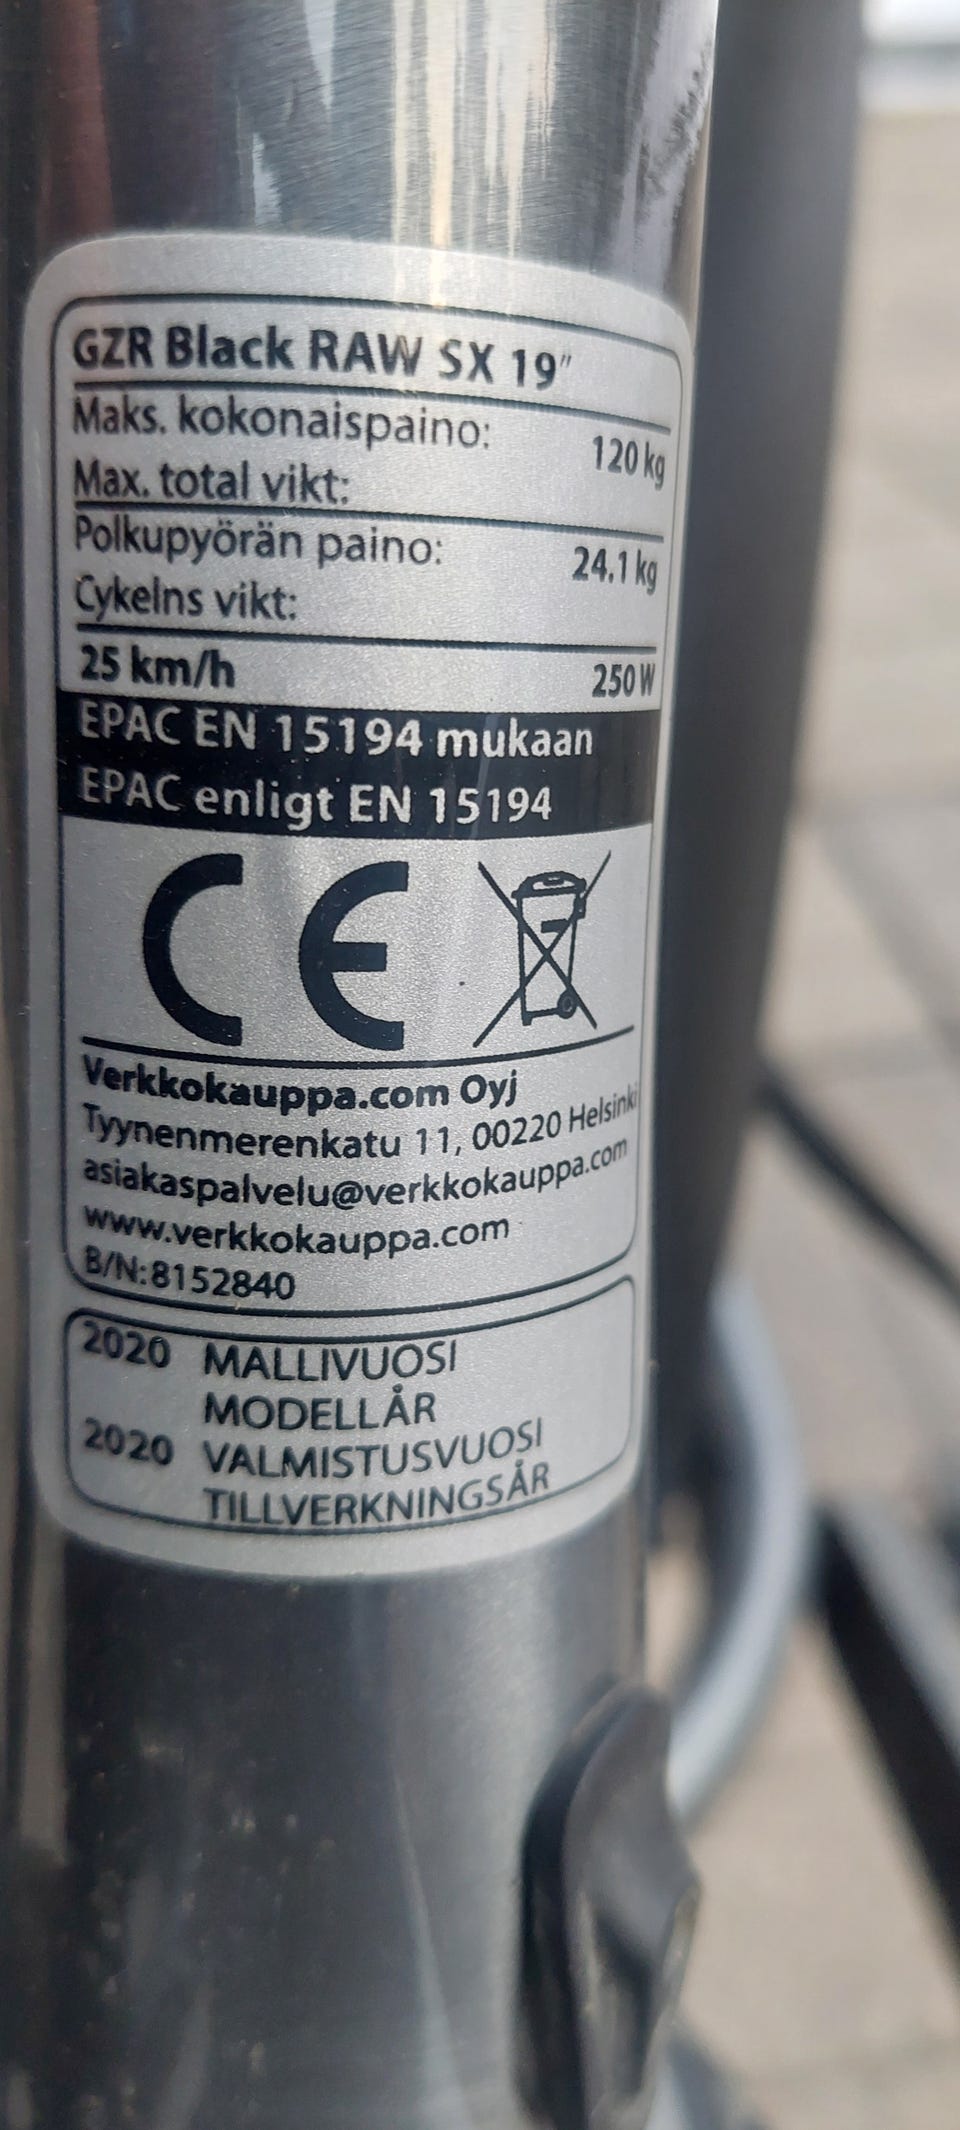 GZR Black RAW SX 19"
Maks. kokonaispaino:
Max. total vikt:
120 kg
Polkupyörän paino:
Cykelns vikt:
24.1 kg
25 km/h 250 W
EPAC EN 15194 mukaan
EPAC enligt EN 15194
CE
Verkkokauppa.com Oyj
Tyynenmerenkatu 11, 00220 Helsinki
asiakaspalvelu@verkkokauppa.com
www.verkkokauppa.com
B/N:8152840
2020 MALLIVUOSI
MODELLÅR
2020 VALMISTUSVUOSI
TILLVERKNINGSÅR